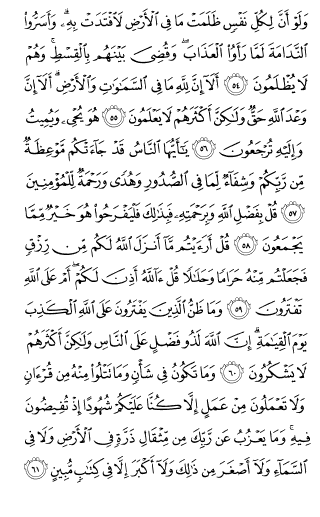 وَلَوْ أَنَّ لِكُلِّ نَفْسٍ ظَلَمَتْ مَا فِي ٱلْأَرْضِ لَٱفْتَدَتْ بِهِۦۗ وَأَسَرُّوا۟
ٱلنَّدَامَةَ لَمَّا رَأَوُا۟ ٱلْعَذَابَۖ وَقُضِىَ بَيْنَهُم بِٱلْقِسْطِۚ وَهُمْ
لَا يُظْلَمُونَ ٥٤ أَلَآ إِنَّ لِلَّهِ مَا فِي ٱلسَّمَٰوَٰتِ وَٱلْأَرْضِۗ أَلَآ إِنَّ
وَعْدَ ٱللَّهِ حَقٌّ وَلَٰكِنَّ أَكْثَرَهُمْ لَا يَعْلَمُونَ ٥٥ هُوَ يُحْىِۦ وَيُمِيتُ
وَإِلَيْهِ تُرْجَعُونَ ٥٦ يَٰٓأَيُّهَا ٱلنَّاسُ قَدْ جَآءَتْكُم مَّوْعِظَةٌ
مِّن رَّبِّكُمْ وَشِفَآءٌ لِّمَا فِي ٱلصُّدُورِ وَهُدًى وَرَحْمَةٌ لِّلْمُؤْمِنِينَ
٥٧ قُلْ بِفَضْلِ ٱللَّهِ وَبِرَحْمَتِهِۦ فَبِذَٰلِكَ فَلْيَفْرَحُوا۟ هُوَ خَيْرٌ مِّمَّا
يَجْمَعُونَ ٥٨ قُلْ أَرَءَيْتُم مَّآ أَنزَلَ ٱللَّهُ لَكُم مِّن رِّزْقٍ
فَجَعَلْتُم مِّنْهُ حَرَامًا وَحَلَٰلًا قُلْ ءَآللَّهُ أَذِنَ لَكُمْۖ أَمْ عَلَى ٱللَّهِ
تَفْتَرُونَ ٥٩ وَمَا ظَنُّ ٱلَّذِينَ يَفْتَرُونَ عَلَى ٱللَّهِ ٱلْكَذِبَ
يَوْمَ ٱلْقِيَٰمَةِۗ إِنَّ ٱللَّهَ لَذُو فَضْلٍ عَلَى ٱلنَّاسِ وَلَٰكِنَّ أَكْثَرَهُمْ
لَا يَشْكُرُونَ ٦٠ وَمَا تَكُونُ فِي شَأْنٍ وَمَا تَتْلُوا۟ مِنْهُ مِن قُرْءَانٍ
وَلَا تَعْمَلُونَ مِنْ عَمَلٍ إِلَّا كُنَّا عَلَيْكُمْ شُهُودًا إِذْ تُفِيضُونَ
فِيهِۚ وَمَا يَعْزُبُ عَن رَّبِّكَ مِن مِّثْقَالِ ذَرَّةٍ فِي ٱلْأَرْضِ وَلَا فِي
ٱلسَّمَآءِ وَلَآ أَصْغَرَ مِن ذَٰلِكَ وَلَآ أَكْبَرَ إِلَّا فِي كِتَٰبٍ مُّبِينٍ ٦١